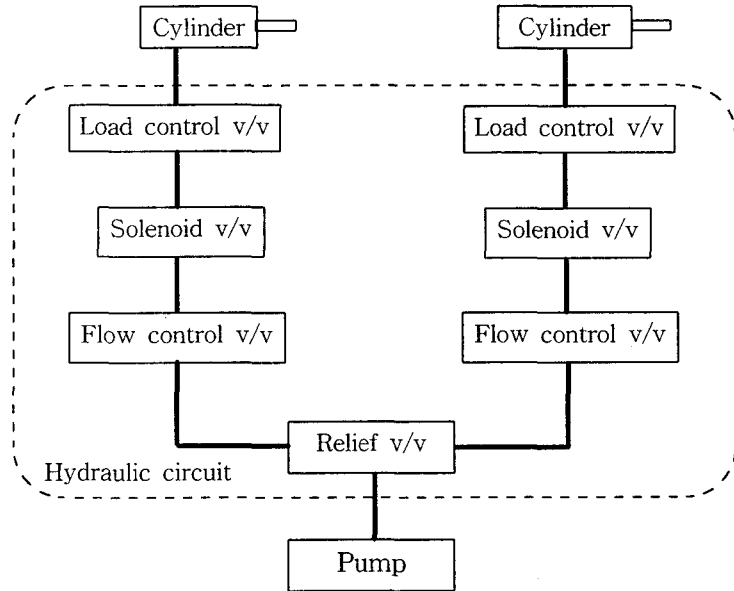 Cylinder
Cylinder
Load control v/v
Load control v/v
Solenoid v/v
Solenoid v/v
Flow control v/v
Flow control v/v
Relief v/v
Hydraulic circuit
Pump